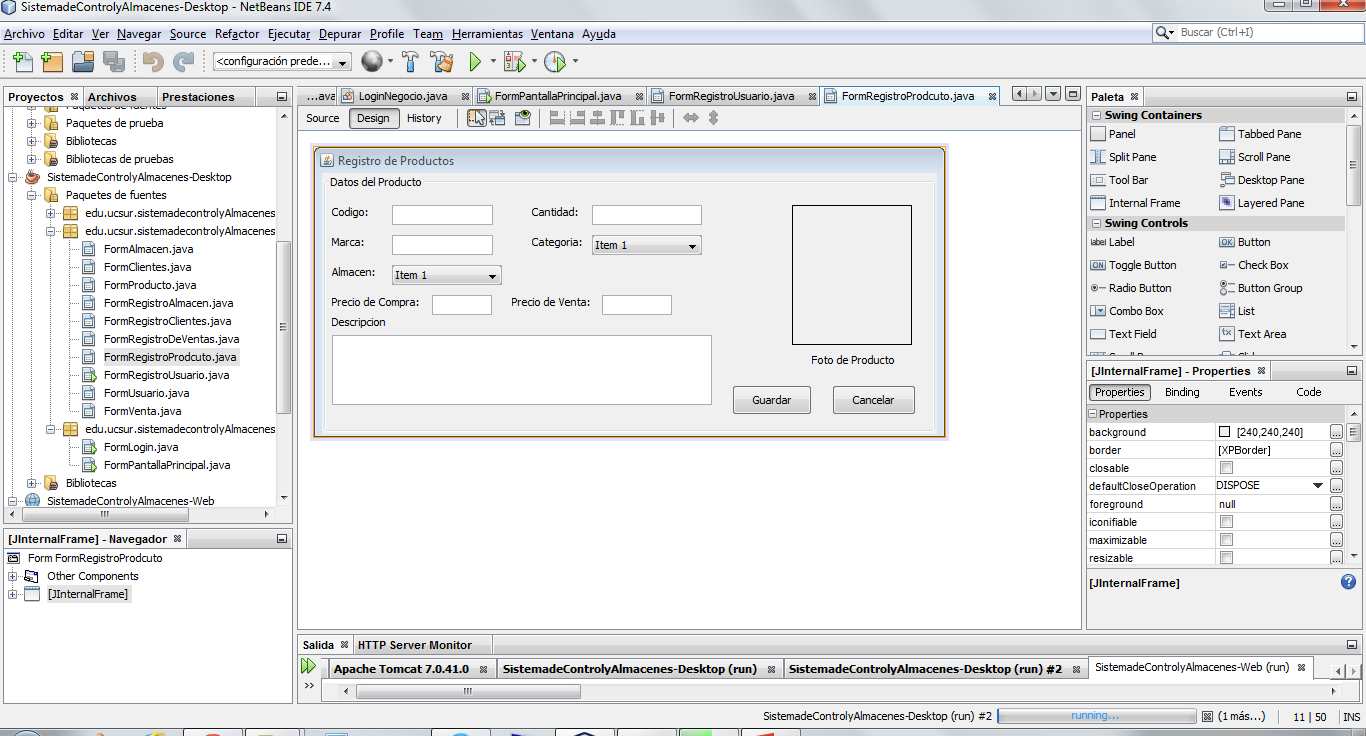 SistemadeControlyAlmacenes-Desktop - NetBeans IDE 7.4
Archivo Editar Ver Navegar Source Refactor Ejecutar Depurar Profile Team Herramientas Ventana Ayuda
Buscar (Ctrl+I)
<configuración prede...
Proyectos Archivos Prestaciones
Paquetes de fuentes
Paquetes de prueba
Bibliotecas
Bibliotecas de pruebas
SistemadeControlyAlmacenes-Desktop
Paquetes de fuentes
edu.ucsur.sistemadecontrolyAlmacenes
edu.ucsur.sistemadecontrolyAlmacenes
FormAlmacen.java
FormClientes.java
FormProducto.java
FormRegistroAlmacen.java
FormRegistroClientes.java
FormRegistroDeVentas.java
FormRegistroProdcuto.java
FormRegistroUsuario.java
FormUsuario.java
FormVenta.java
edu.ucsur.sistemadecontrolyAlmacenes
FormLogin.java
FormPantallaPrincipal.java
Bibliotecas
SistemadeControlyAlmacenes-Web
[JInternalFrame] - Navegador
Form FormRegistroProdcuto
Other Components
[JInternalFrame]
...ava LoginNegocio.java FormPantallaPrincipal.java FormRegistroUsuario.java FormRegistroProdcuto.java
Source Design History
Registro de Productos
Datos del Producto
Codigo: Cantidad:
Marca: Categoria: Item 1
Almacen: Item 1
Precio de Compra: Precio de Venta:
Descripcion
Foto de Producto
Guardar Cancelar
Paleta
Swing Containers
Panel Tabbed Pane
Split Pane Scroll Pane
Tool Bar Desktop Pane
Internal Frame Layered Pane
Swing Controls
label Label OK Button
ON Toggle Button Check Box
Radio Button Button Group
Combo Box List
Text Field Text Area
[JInternalFrame] - Properties
Properties Binding Events Code
Properties
background [240,240,240] ...
border [XPBorder] ...
closable ...
defaultCloseOperation DISPOSE ...
foreground null ...
iconifiable ...
maximizable ...
resizable ...
[JInternalFrame]
Salida HTTP Server Monitor
Apache Tomcat 7.0.41.0 SistemadeControlyAlmacenes-Desktop (run) SistemadeControlyAlmacenes-Desktop (run) #2 SistemadeControlyAlmacenes-Web (run)
SistemadeControlyAlmacenes-Desktop (run) #2 running... (1 más...) 11 | 50 INS